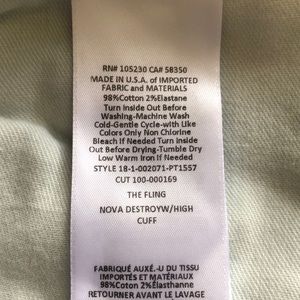 RN# 105230 CA# 58350
MADE IN U.S.A. of IMPORTED
FABRIC and MATERIALS
98%Cotton 2%Elastane
Turn Inside Out Before
Washing-Machine Wash
Cold-Gentle Cycle-with Like
Colors Only Non Chlorine
Bleach If Needed Turn Inside
Out Before Drying-Tumble Dry
Low Warm Iron If Needed
STYLE 18-1-002071-PT1557
CUT 100-000169
THE FLING
NOVA DESTROYW/HIGH
CUFF
FABRIQUÉ AUXÉ.-U DU TISSU
IMPORTÉS ET MATÉRIAUX
98%Cotton 2%Élasthanne
RETOURNER AVANT LE LAVAGE